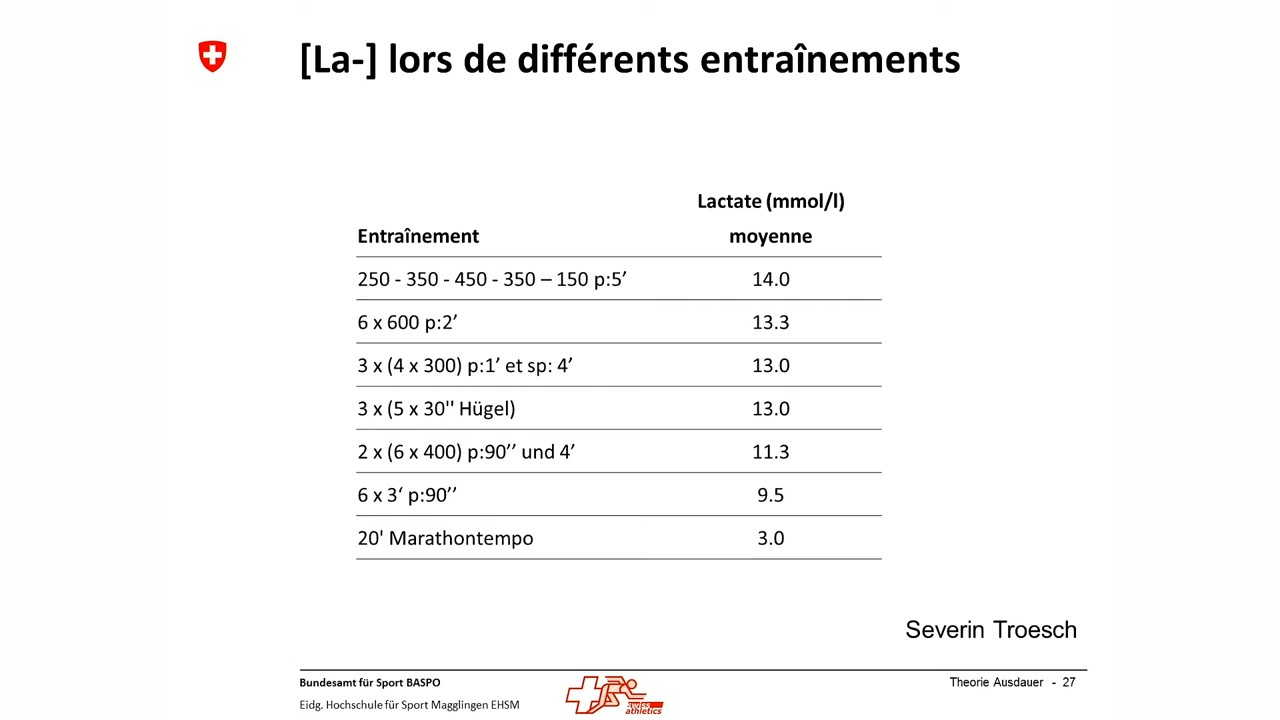 [La-] lors de différents entraînements
Lactate (mmol/l)
Entraînement moyenne
250 - 350 - 450 - 350 – 150 p:5’ 14.0
6 x 600 p:2’ 13.3
3 x (4 x 300) p:1’ et sp: 4’ 13.0
3 x (5 x 30'' Hügel) 13.0
2 x (6 x 400) p:90’’ und 4’ 11.3
6 x 3‘ p:90’’ 9.5
20' Marathontempo 3.0
Severin Troesch
Bundesamt für Sport BASPO
Theorie Ausdauer - 27
Eidg. Hochschule für Sport Magglingen EHSM
swiss
athletics